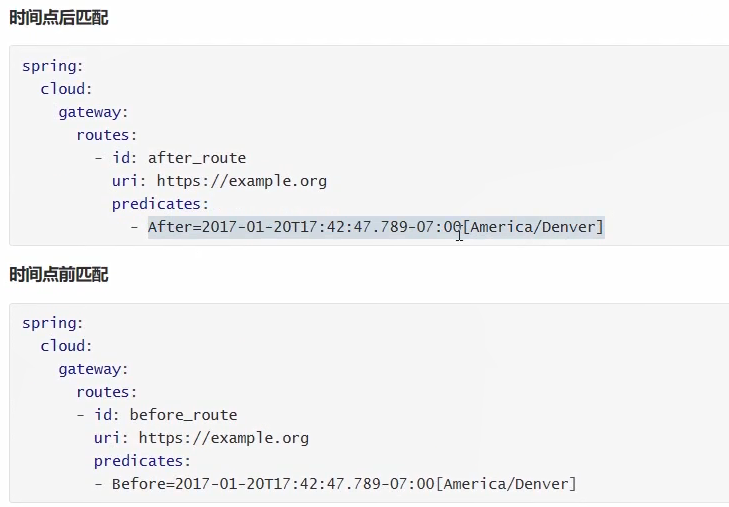 时间点后匹配
spring:
  cloud:
    gateway:
      routes:
        - id: after_route
          uri: https://example.org
          predicates:
            - After=2017-01-20T17:42:47.789-07:00[America/Denver]
时间点前匹配
spring:
  cloud:
    gateway:
      routes:
      - id: before_route
        uri: https://example.org
        predicates:
        - Before=2017-01-20T17:42:47.789-07:00[America/Denver]